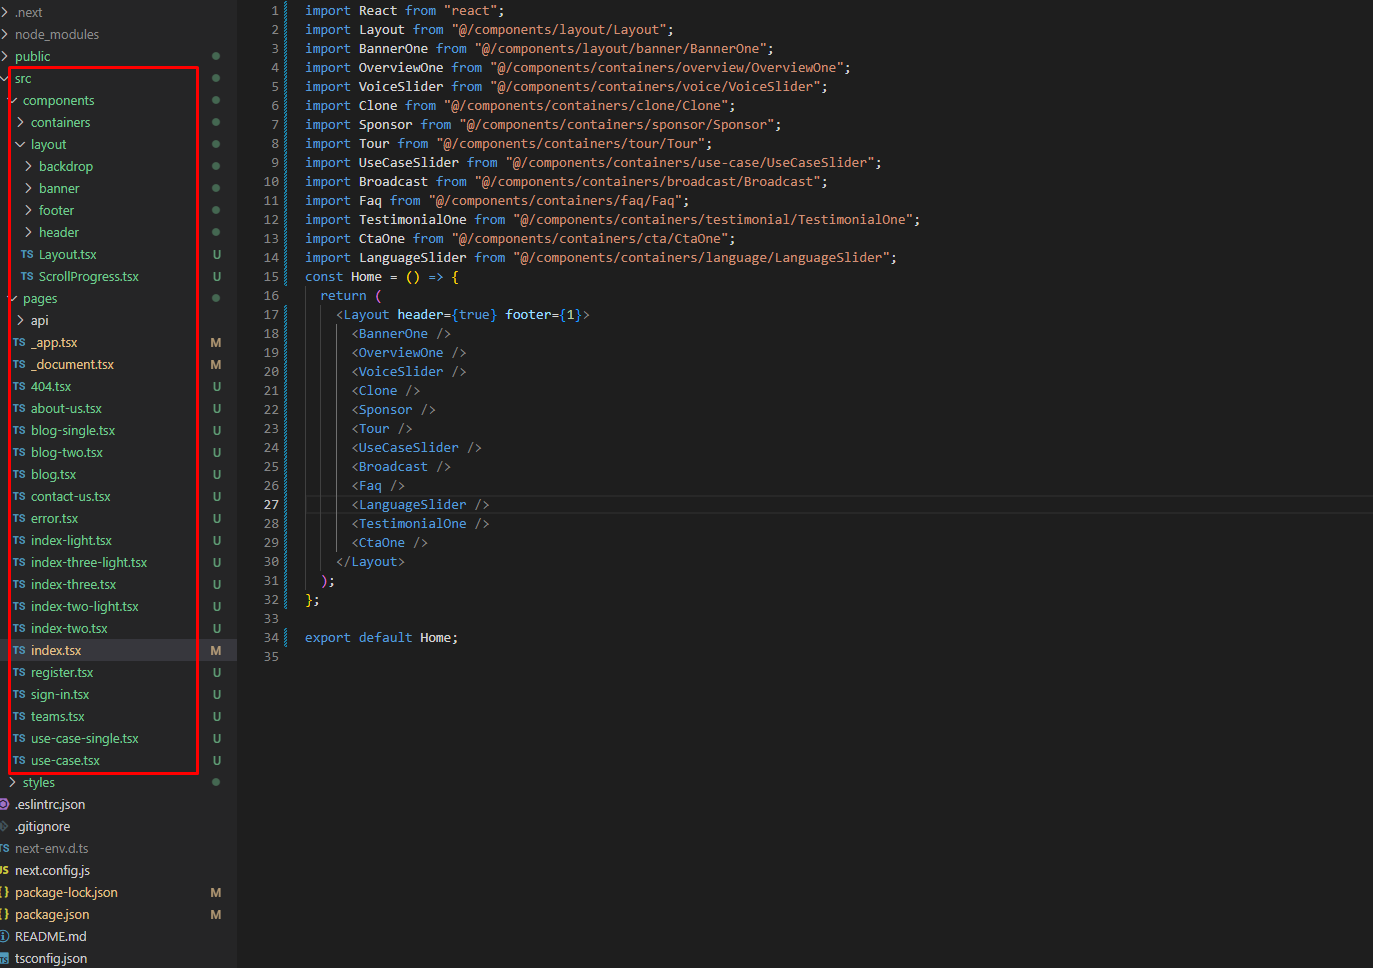 .next
node_modules
public
src
components
containers
layout
backdrop
banner
footer
header
TS Layout.tsx U
TS ScrollProgress.tsx U
pages
api
TS _app.tsx M
TS _document.tsx M
TS 404.tsx U
TS about-us.tsx U
TS blog-single.tsx U
TS blog-two.tsx U
TS blog.tsx U
TS contact-us.tsx U
TS error.tsx U
TS index-light.tsx U
TS index-three-light.tsx U
TS index-three.tsx U
TS index-two-light.tsx U
TS index-two.tsx U
TS index.tsx M
TS register.tsx U
TS sign-in.tsx U
TS teams.tsx U
TS use-case-single.tsx U
TS use-case.tsx U
styles
.eslintrc.json
.gitignore
TS next-env.d.ts
JS next.config.js
{} package-lock.json M
{} package.json M
README.md
TS tsconfig.json
1 import React from "react";
2 import Layout from "@/components/layout/Layout";
3 import BannerOne from "@/components/layout/banner/BannerOne";
4 import OverviewOne from "@/components/containers/overview/OverviewOne";
5 import VoiceSlider from "@/components/containers/voice/VoiceSlider";
6 import Clone from "@/components/containers/clone/Clone";
7 import Sponsor from "@/components/containers/sponsor/Sponsor";
8 import Tour from "@/components/containers/tour/Tour";
9 import UseCaseSlider from "@/components/containers/use-case/UseCaseSlider";
10 import Broadcast from "@/components/containers/broadcast/Broadcast";
11 import Faq from "@/components/containers/faq/Faq";
12 import TestimonialOne from "@/components/containers/testimonial/TestimonialOne";
13 import CtaOne from "@/components/containers/cta/CtaOne";
14 import LanguageSlider from "@/components/containers/language/LanguageSlider";
15 const Home = () => {
16 return (
17 <Layout header={true} footer={1}>
18 <BannerOne />
19 <OverviewOne />
20 <VoiceSlider />
21 <Clone />
22 <Sponsor />
23 <Tour />
24 <UseCaseSlider />
25 <Broadcast />
26 <Faq />
27 <LanguageSlider />
28 <TestimonialOne />
29 <CtaOne />
30 </Layout>
31 );
32 };
33
34 export default Home;
35